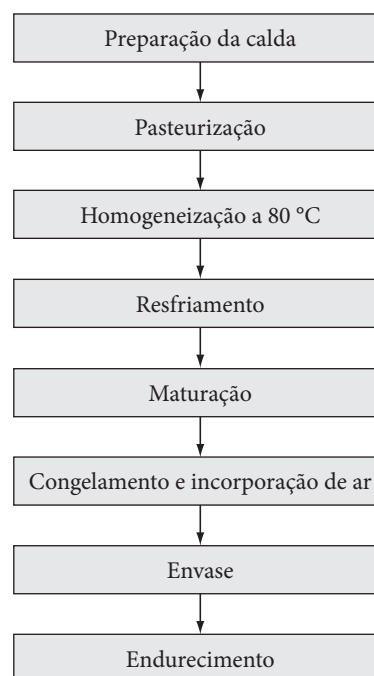 Preparação da calda
Pasteurização
Homogeneização a 80 °C
Resfriamento
Maturação
Congelamento e incorporação de ar
Envase
Endurecimento